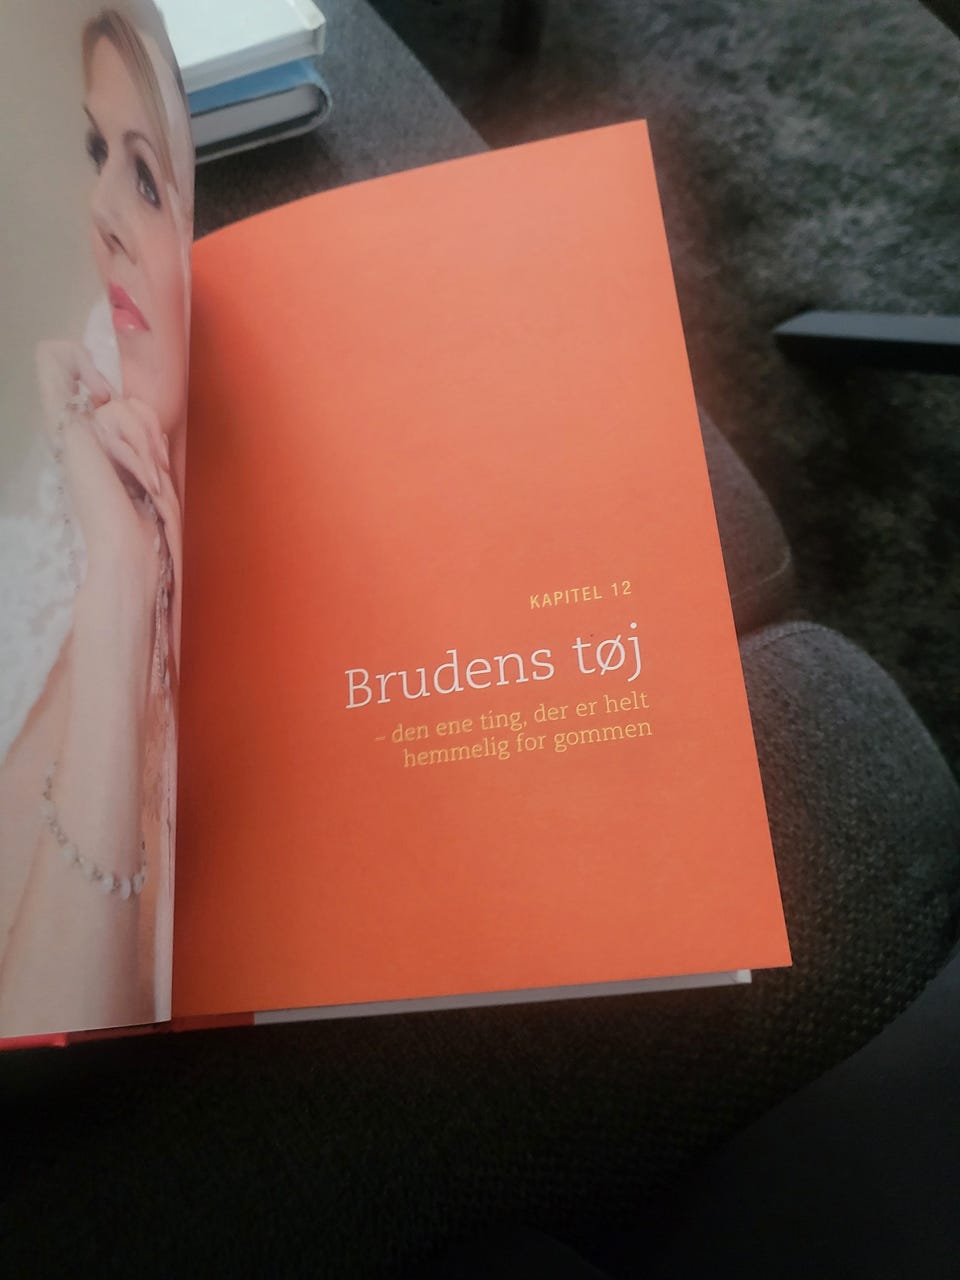 KAPITEL 12
Brudens tøj
– den ene ting, der er helt
hemmelig for gommen